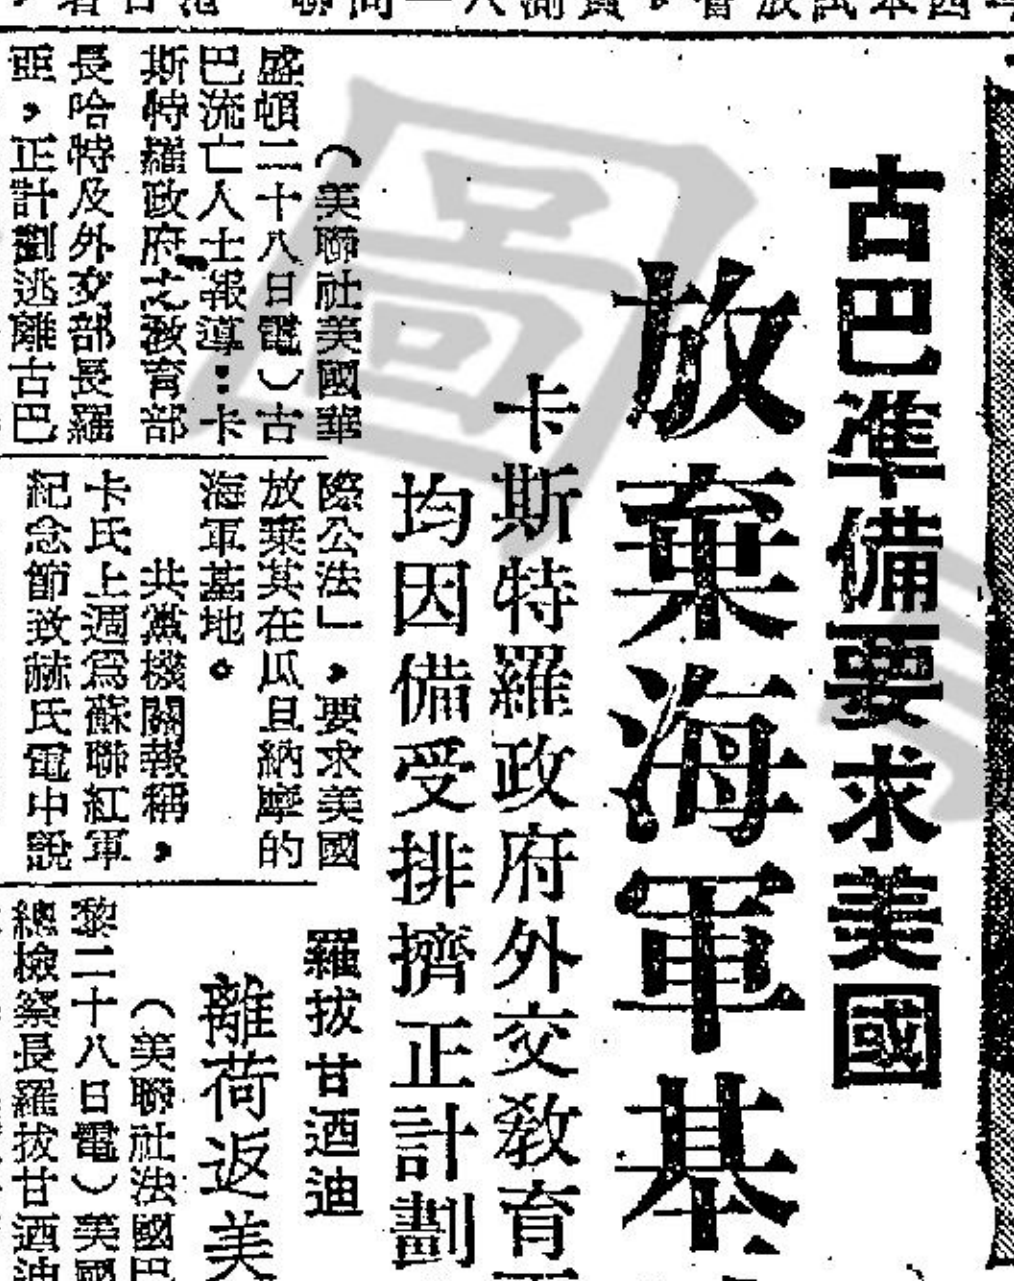 古巴準備要求美國
放棄海軍基
卡斯特羅政府外交教育
均因備受排擠正計劃
（美聯社美國華
盛頓二十八日電）古
巴流亡人士報導：卡
斯特羅政府之教育部
長哈特及外交部長羅
亞，正計劃逃離古巴
際公法」，要求美國
放棄其在瓜且納摩的
海軍基地。
共黨機關報稱，
卡氏上週為蘇聯紅軍
紀念節致赫氏電中說
羅拔甘迺迪
離荷返美
（美聯社法國巴
黎二十八日電）美國
總檢察長羅拔甘迺迪
圖